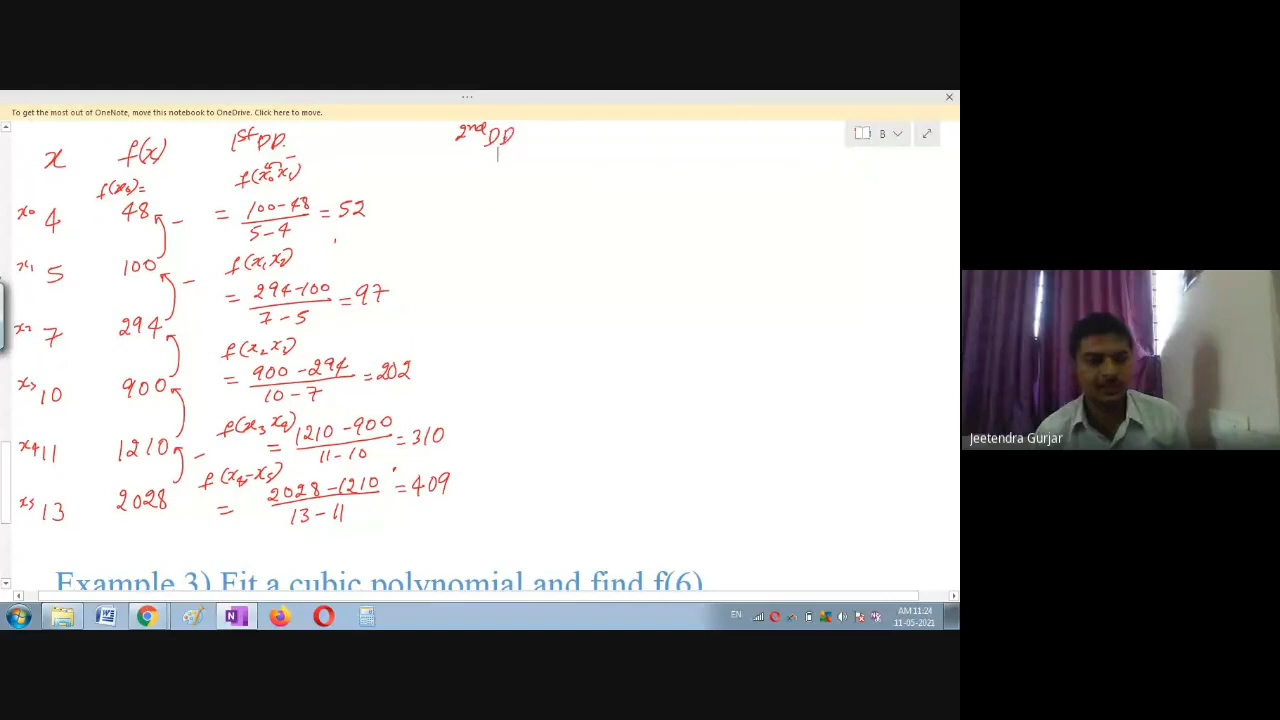 To get the most out of OneNote, move this notebook to OneDrive. Click here to move.
x f(x) 1st DD. 2nd DD
f(x0)= f(x0 x1)
x0 4 48 - = 100-48 / 5-4 = 52
x1 5 100 - f(x1 x2)
= 294-100 / 7-5 = 97
x2 7 294 f(x2 x3)
= 900-294 / 10-7 = 202
x3 10 900
x4 11 1210 - f(x3 x4) = 1210-900 / 11-10 = 310
x5 13 2028 f(x4-x5) = 2028-1210 / 13-11 = 409
Example 3) Fit a cubic polynomial and find f(6)
B
Jeetendra Gurjar
EN
AM 11:24
11-05-2021